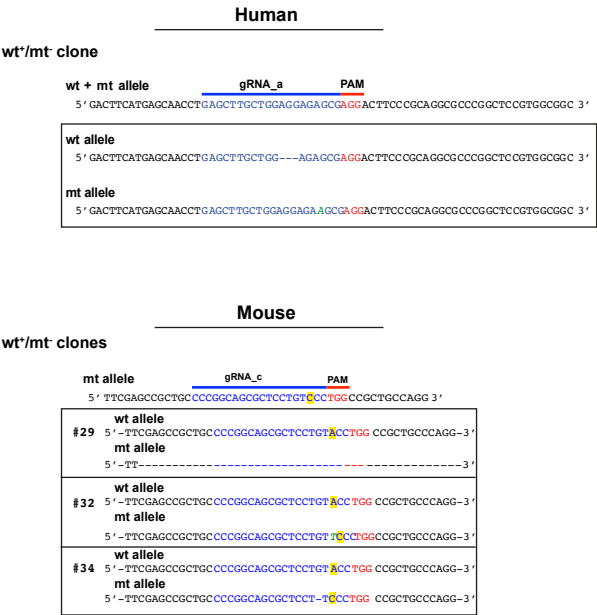 Human
wt⁺/mt⁻ clone
wt + mt allele gRNA_a PAM
5’GACTTCATGAGCAACCTGAGCTTGCTGGAGGAGAGCGAGGACTTCCCGCAGGCGCCCGGCTCCGTGGCGGC 3’
wt allele
5’GACTTCATGAGCAACCTGAGCTTGCTGG---AGAGCGAGGACTTCCCGCAGGCGCCCGGCTCCGTGGCGGC 3’
mt allele
5’GACTTCATGAGCAACCTGAGCTTGCTGGAGGAGAAGCGAGGACTTCCCGCAGGCGCCCGGCTCCGTGGCGGC 3’
Mouse
wt⁺/mt⁻ clones
mt allele gRNA_c PAM
5’ TTCGAGCCGCTGCCCCGGCAGCGCTCCTGTCCCTGGCCGCTGCCAGG 3’
wt allele
#29 5’-TTCGAGCCGCTGCCCCGGCAGCGCTCCTGTACCTGG CCGCTGCCCAGG-3’
mt allele
5’-TT-----------------------------------------------3’
wt allele
#32 5’-TTCGAGCCGCTGCCCCGGCAGCGCTCCTGTACCTGG CCGCTGCCCAGG-3’
mt allele
5’-TTCGAGCCGCTGCCCCGGCAGCGCTCCTGTTCCCTGGCCGCTGCCCAGG-3’
wt allele
#34 5’-TTCGAGCCGCTGCCCCGGCAGCGCTCCTGTACCTGG CCGCTGCCCAGG-3’
mt allele
5’-TTCGAGCCGCTGCCCCGGCAGCGCTCCT-TCCCTGG CCGCTGCCCAGG-3’